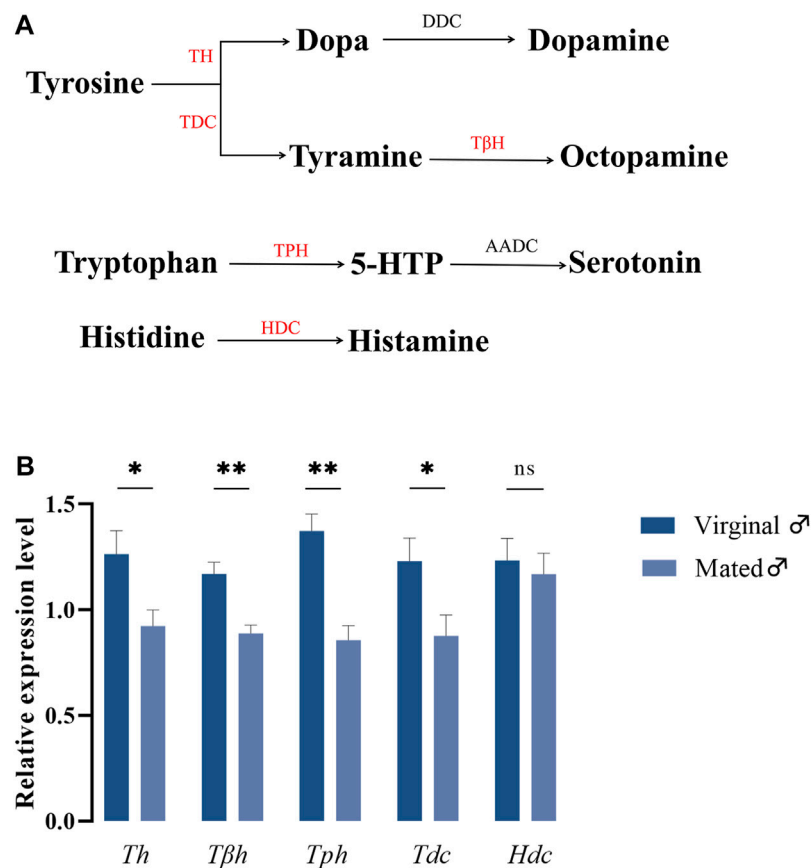 A
TH
Dopa
DDC
Dopamine
Tyrosine
TDC
Tyramine
TβH
Octopamine
Tryptophan
TPH
5-HTP
AADC
Serotonin
Histidine
HDC
Histamine
B
* ** ** * ns
Relative expression level
1.5
1.0
0.5
0.0
Th Tβh Tph Tdc Hdc
Virginal ♂
Mated♂